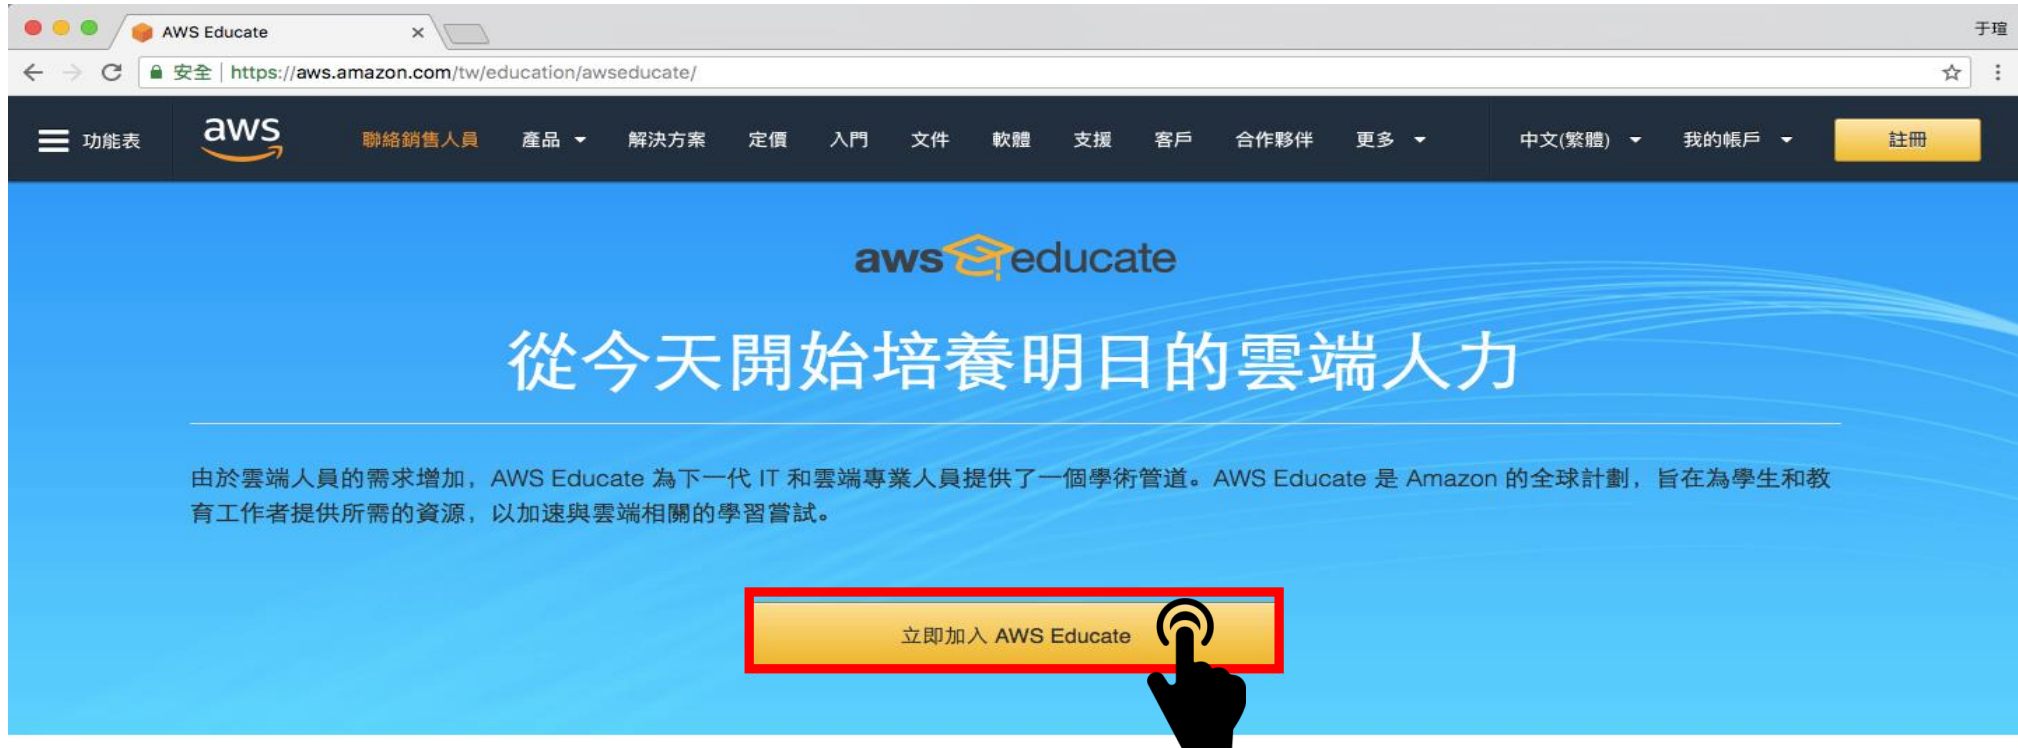 AWS Educate
于瑄
安全 | https://aws.amazon.com/tw/education/awseducate/
功能表 aws 聯絡銷售人員 產品 解決方案 定價 入門 文件 軟體 支援 客戶 合作夥伴 更多 中文(繁體) 我的帳戶 註冊
aws educate
從今天開始培養明日的雲端人力
由於雲端人員的需求增加，AWS Educate 為下一代 IT 和雲端專業人員提供了一個學術管道。AWS Educate 是 Amazon 的全球計劃，旨在為學生和教
育工作者提供所需的資源，以加速與雲端相關的學習嘗試。
立即加入 AWS Educate